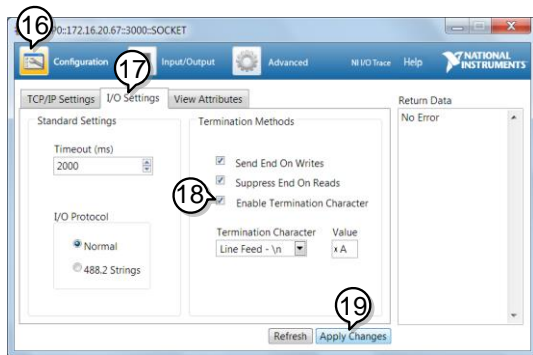 16
P0::172.16.20.67::3000::SOCKET
Configuration
17
Input/Output
Advanced
NI I/O Trace
Help
NATIONAL
INSTRUMENTS
TCP/IP Settings
I/O Settings
View Attributes
Return Data
Standard Settings
Termination Methods
No Error
Timeout (ms)
2000
Send End On Writes
Suppress End On Reads
18
Enable Termination Character
I/O Protocol
Normal
488.2 Strings
Termination Character
Value
Line Feed - \n
x A
19
Refresh
Apply Changes